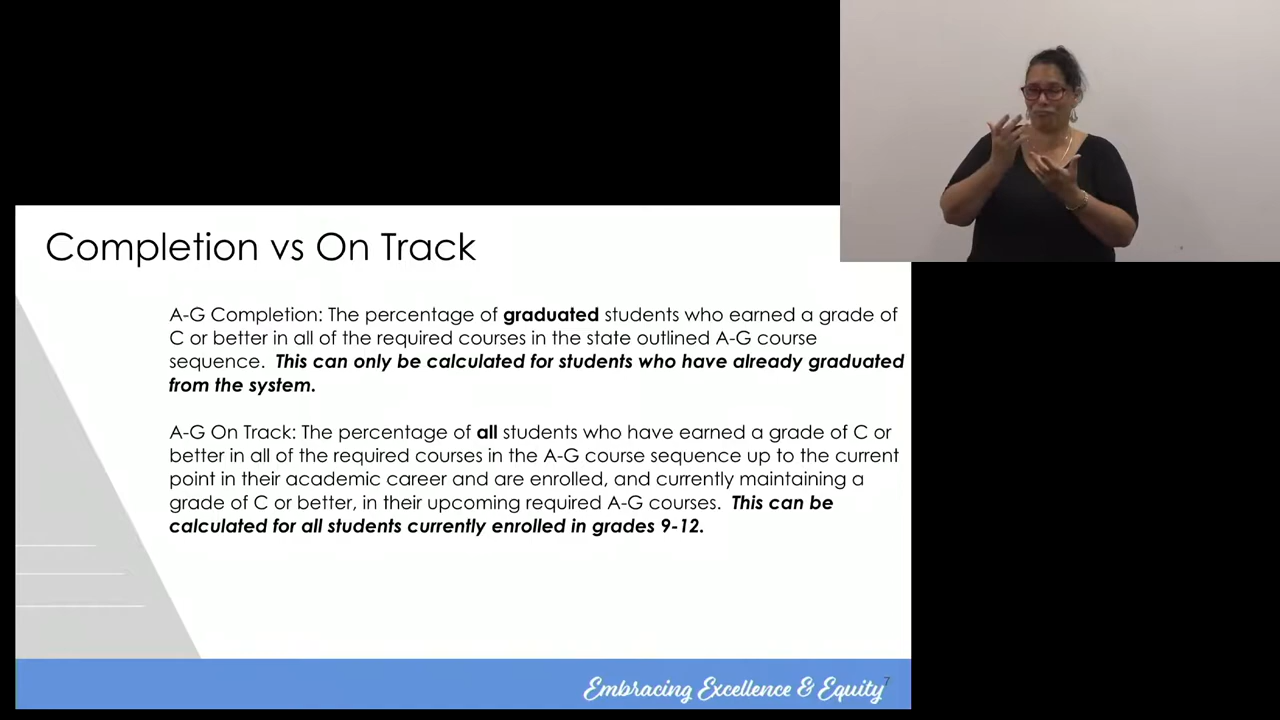 Completion vs On Track
A-G Completion: The percentage of graduated students who earned a grade of
C or better in all of the required courses in the state outlined A-G course
sequence. This can only be calculated for students who have already graduated
from the system.
A-G On Track: The percentage of all students who have earned a grade of C or
better in all of the required courses in the A-G course sequence up to the current
point in their academic career and are enrolled, and currently maintaining a
grade of C or better, in their upcoming required A-G courses. This can be
calculated for all students currently enrolled in grades 9-12.
Embracing Excellence & Equity
7